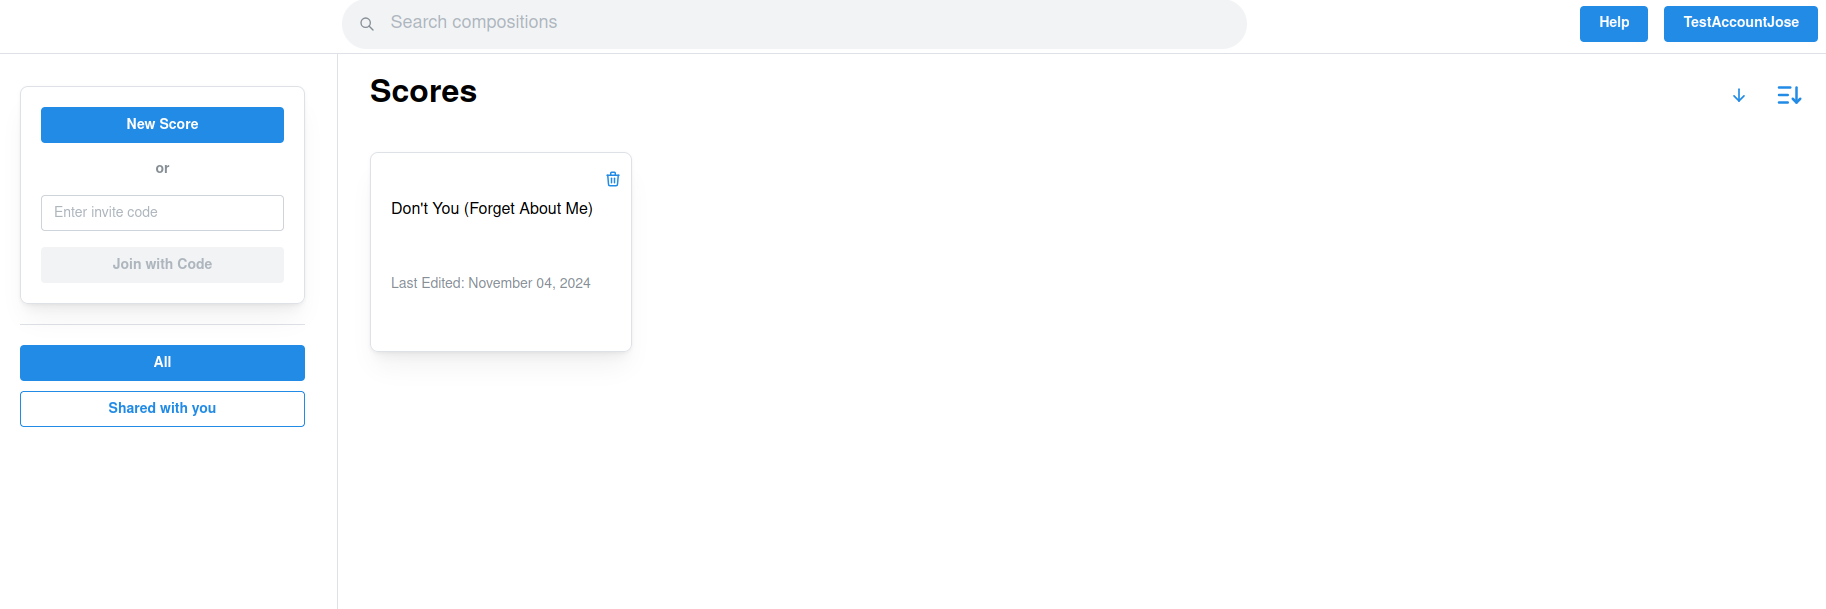 Search compositions
Help
TestAccountJose
New Score
or
Enter invite code
Join with Code
All
Shared with you
Scores
Don't You (Forget About Me)
Last Edited: November 04, 2024